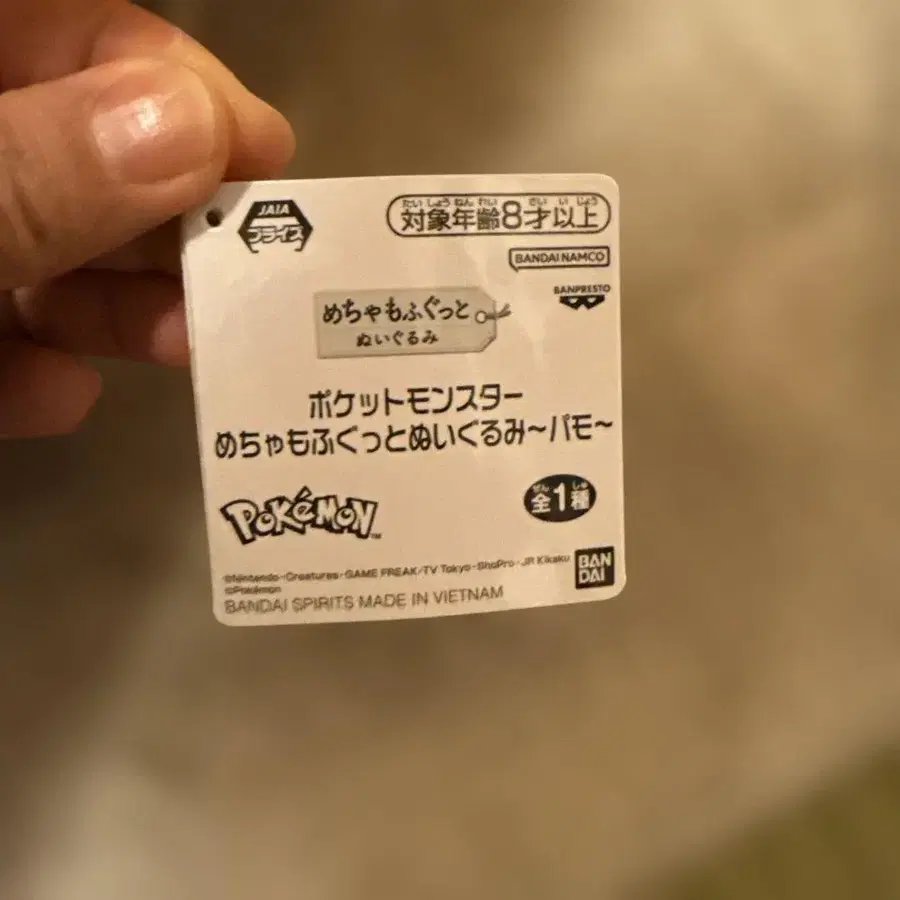 JAIA
プライズ
たいしょうねんれい さいいじょう
対象年齢8才以上
BANDAI NAMCO
BANPRESTO
めちゃもふぐっと
ぬいぐるみ
ポケットモンスター
めちゃもふぐっとぬいぐるみ~パモ~
POKéMON™
ぜん しゅ
全1種
©Nintendo・Creatures・GAME FREAK/TV Tokyo・ShoPro・JR Kikaku
©Pokémon
BANDAI SPIRITS MADE IN VIETNAM
BAN
DAI